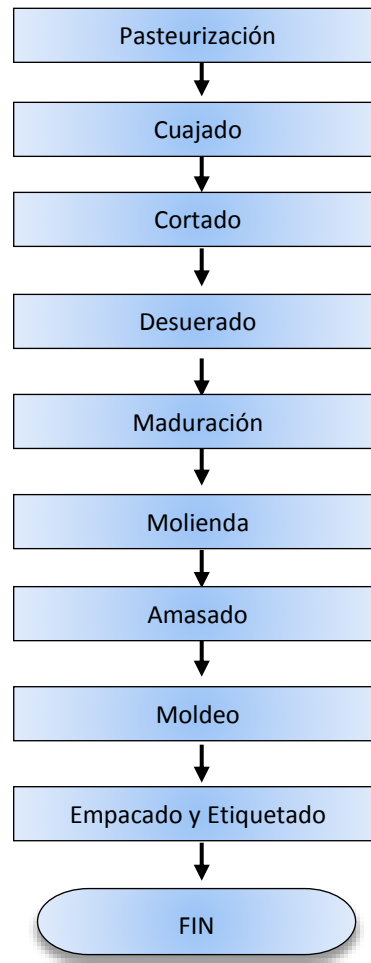 Pasteurización
Cuajado
Cortado
Desuerado
Maduración
Molienda
Amasado
Moldeo
Empacado y Etiquetado
FIN